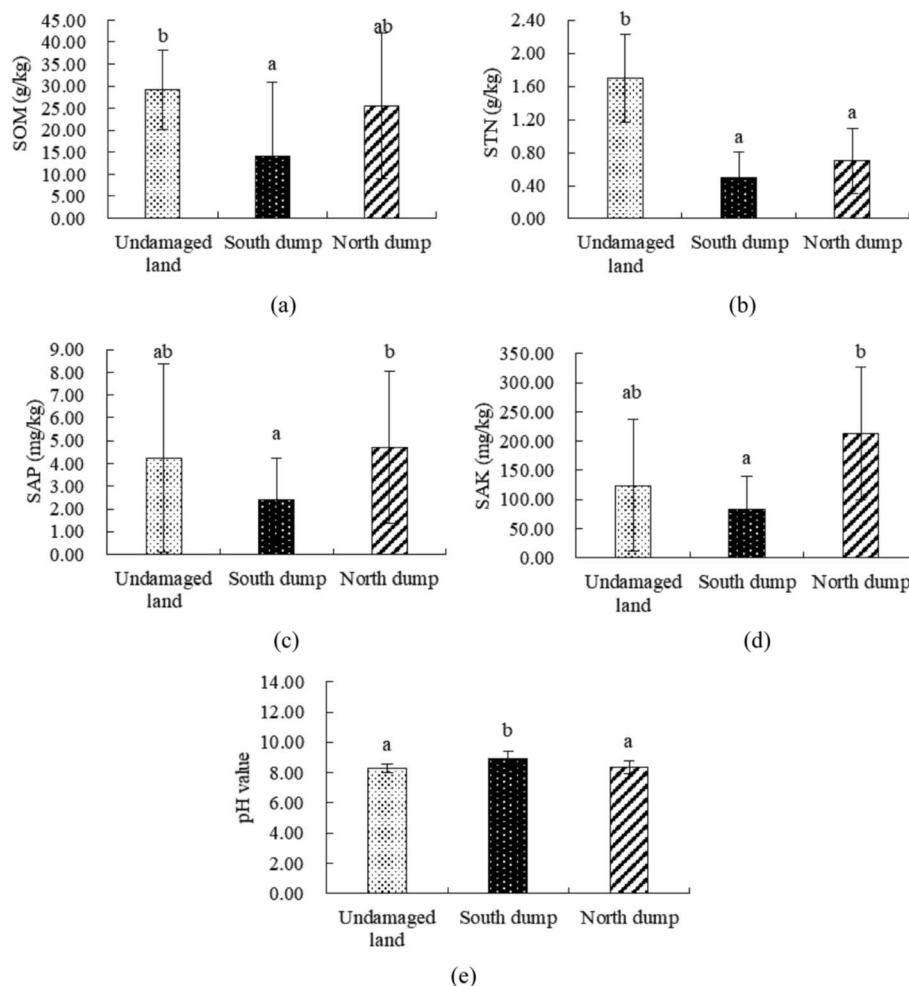 SOM (g/kg)
45.00
40.00
35.00
30.00
25.00
20.00
15.00
10.00
5.00
0.00
b
a
ab
Undamaged land
South dump
North dump
(a)
STN (g/kg)
2.40
2.00
1.60
1.20
0.80
0.40
0.00
b
a
a
Undamaged land
South dump
North dump
(b)
SAP (mg/kg)
9.00
8.00
7.00
6.00
5.00
4.00
3.00
2.00
1.00
0.00
ab
a
b
Undamaged land
South dump
North dump
(c)
SAK (mg/kg)
350.00
300.00
250.00
200.00
150.00
100.00
50.00
0.00
ab
a
b
Undamaged land
South dump
North dump
(d)
pH value
14.00
12.00
10.00
8.00
6.00
4.00
2.00
0.00
a
b
a
Undamaged land
South dump
North dump
(e)